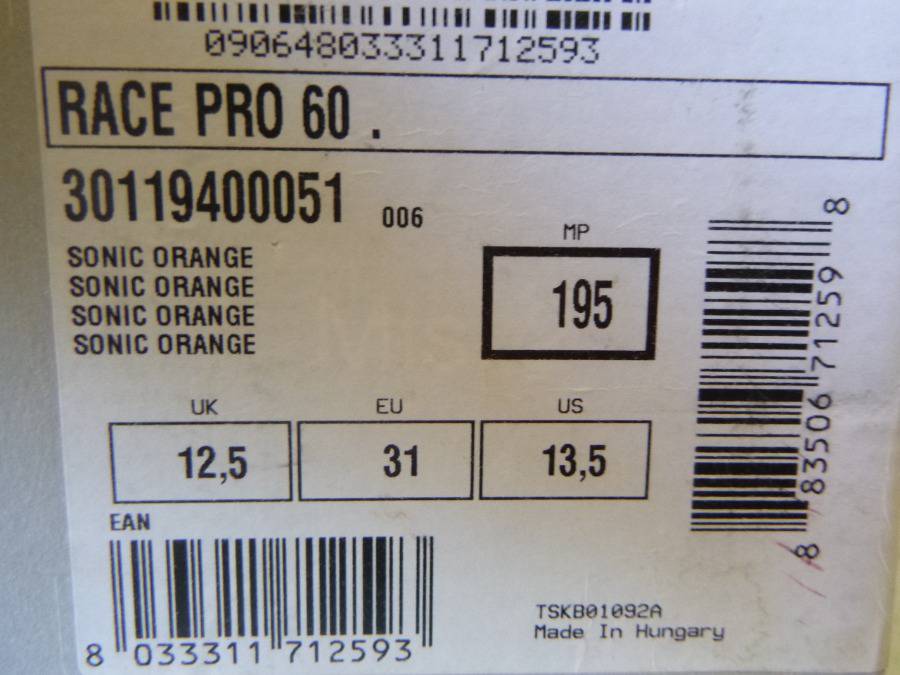 090648033311712593
RACE PRO 60 .
30119400051 006
SONIC ORANGE
SONIC ORANGE
SONIC ORANGE
SONIC ORANGE
MP
195
UK EU US
12,5 31 13,5
EAN
8 033311 712593
8 83506 71259 8
TSKB01092A
Made In Hungary